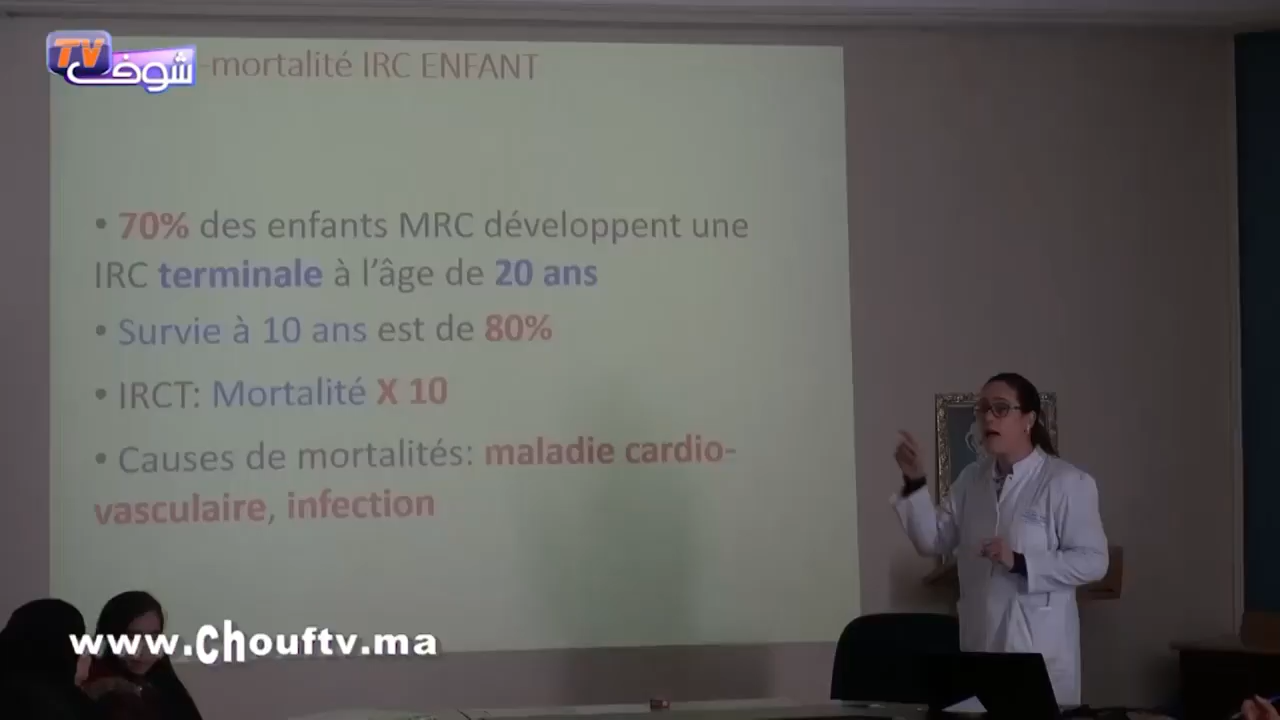 TV
شوف
-mortalité IRC ENFANT
• 70% des enfants MRC développent une
IRC terminale à l’âge de 20 ans
• Survie à 10 ans est de 80%
• IRCT: Mortalité X 10
• Causes de mortalités: maladie cardio-
vasculaire, infection
www.chouftv.ma